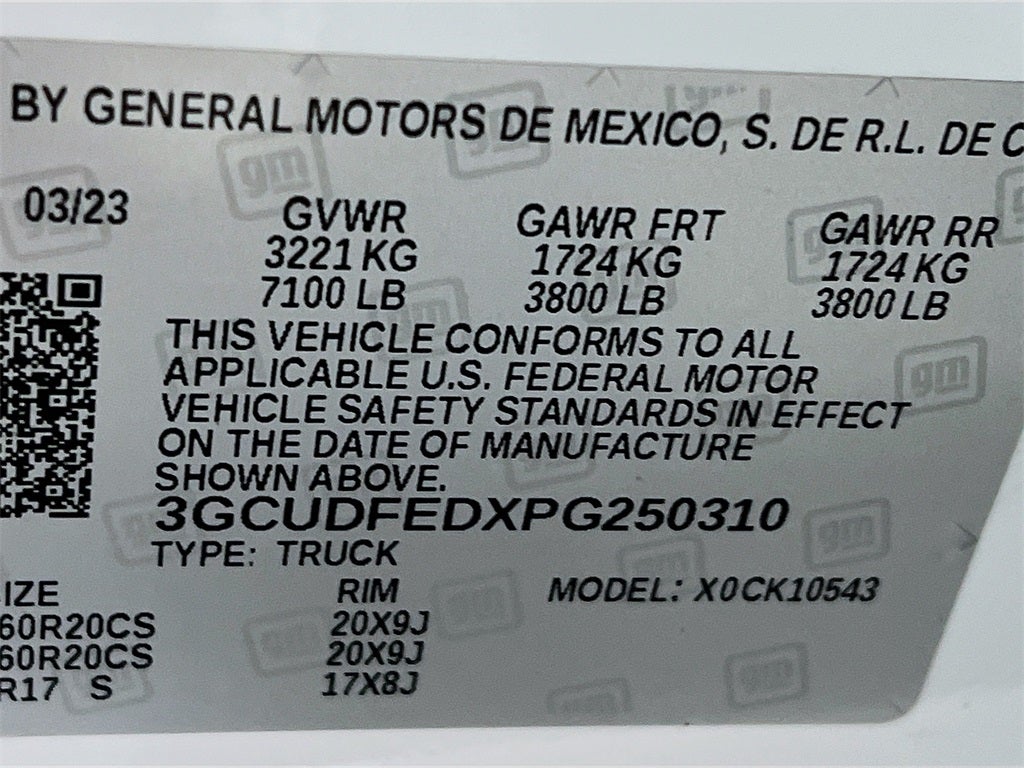 BY GENERAL MOTORS DE MEXICO, S. DE R.L. DE C
03/23 GVWR GAWR FRT GAWR RR
3221 KG 1724 KG 1724 KG
7100 LB 3800 LB 3800 LB
THIS VEHICLE CONFORMS TO ALL
APPLICABLE U.S. FEDERAL MOTOR
VEHICLE SAFETY STANDARDS IN EFFECT
ON THE DATE OF MANUFACTURE
SHOWN ABOVE.
3GCUDFEDXPG250310
TYPE: TRUCK
IZE RIM MODEL: X0CK10543
60R20CS 20X9J
60R20CS 20X9J
R17 S 17X8J